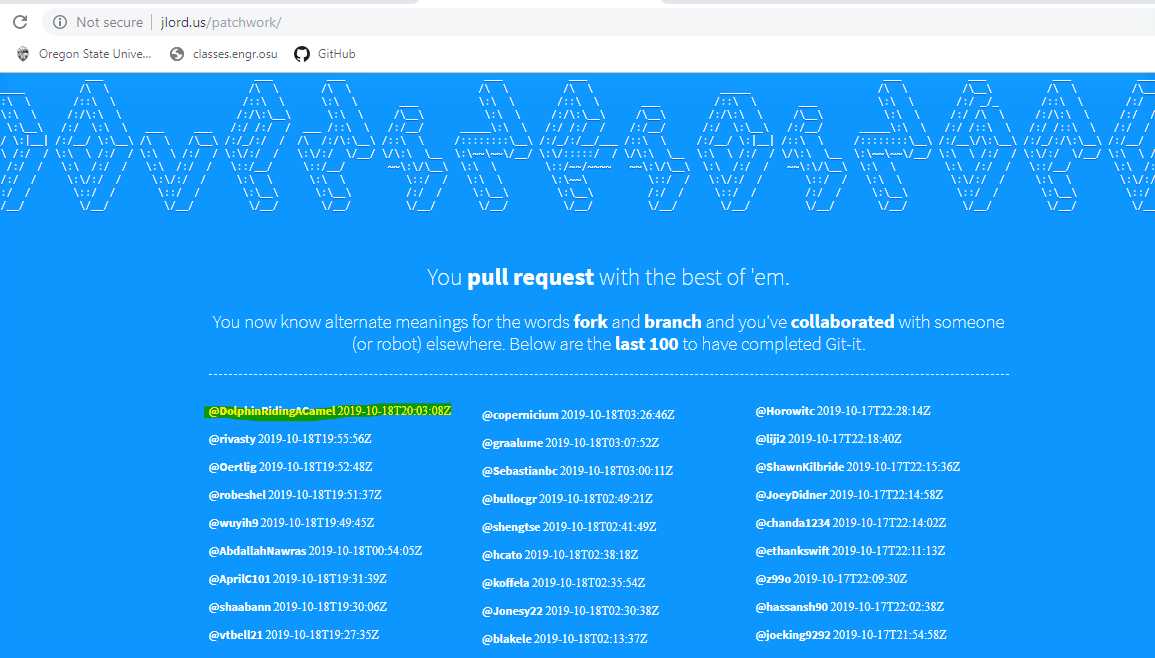 Not secure | jlord.us/patchwork/
Oregon State Unive... classes.engr.osu GitHub
You pull request with the best of 'em.
You now know alternate meanings for the words fork and branch and you've collaborated with someone
(or robot) elsewhere. Below are the last 100 to have completed Git-it.
@DolphinRidingACamel 2019-10-18T20:03:08Z
@rivasty 2019-10-18T19:55:56Z
@Oertlig 2019-10-18T19:52:48Z
@robeshel 2019-10-18T19:51:37Z
@wuyih9 2019-10-18T19:49:45Z
@AbdallahNawras 2019-10-18T00:54:05Z
@AprilC101 2019-10-18T19:31:39Z
@shaabann 2019-10-18T19:30:06Z
@vtbell21 2019-10-18T19:27:35Z
@copernicium 2019-10-18T03:26:46Z
@graalume 2019-10-18T03:07:52Z
@Sebastianbc 2019-10-18T03:00:11Z
@bullocgr 2019-10-18T02:49:21Z
@shengtse 2019-10-18T02:41:49Z
@hcato 2019-10-18T02:38:18Z
@koffela 2019-10-18T02:35:54Z
@Jonesy22 2019-10-18T02:30:38Z
@blakele 2019-10-18T02:13:37Z
@Horowitc 2019-10-17T22:28:14Z
@liji2 2019-10-17T22:18:40Z
@ShawnKilbride 2019-10-17T22:15:36Z
@JoeyDidner 2019-10-17T22:14:58Z
@chanda1234 2019-10-17T22:14:02Z
@ethankswift 2019-10-17T22:11:13Z
@z99o 2019-10-17T22:09:30Z
@hassansh90 2019-10-17T22:02:38Z
@joeking9292 2019-10-17T21:54:58Z